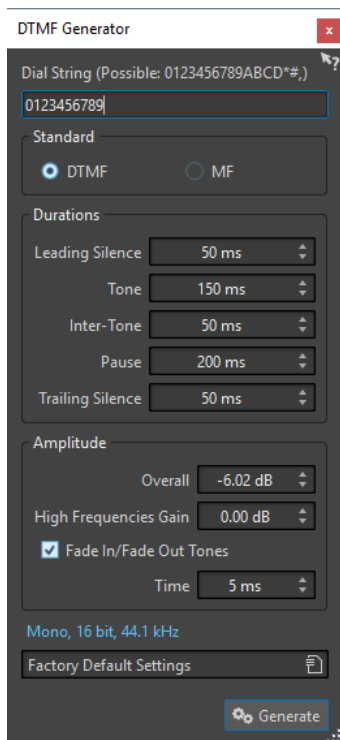 DTMF Generator
x
Dial String (Possible: 0123456789ABCD*#,)
?
0123456789
Standard
DTMF MF
Durations
Leading Silence 50 ms
Tone 150 ms
Inter-Tone 50 ms
Pause 200 ms
Trailing Silence 50 ms
Amplitude
Overall -6.02 dB
High Frequencies Gain 0.00 dB
Fade In/Fade Out Tones
Time 5 ms
Mono, 16 bit, 44.1 kHz
Factory Default Settings
Generate